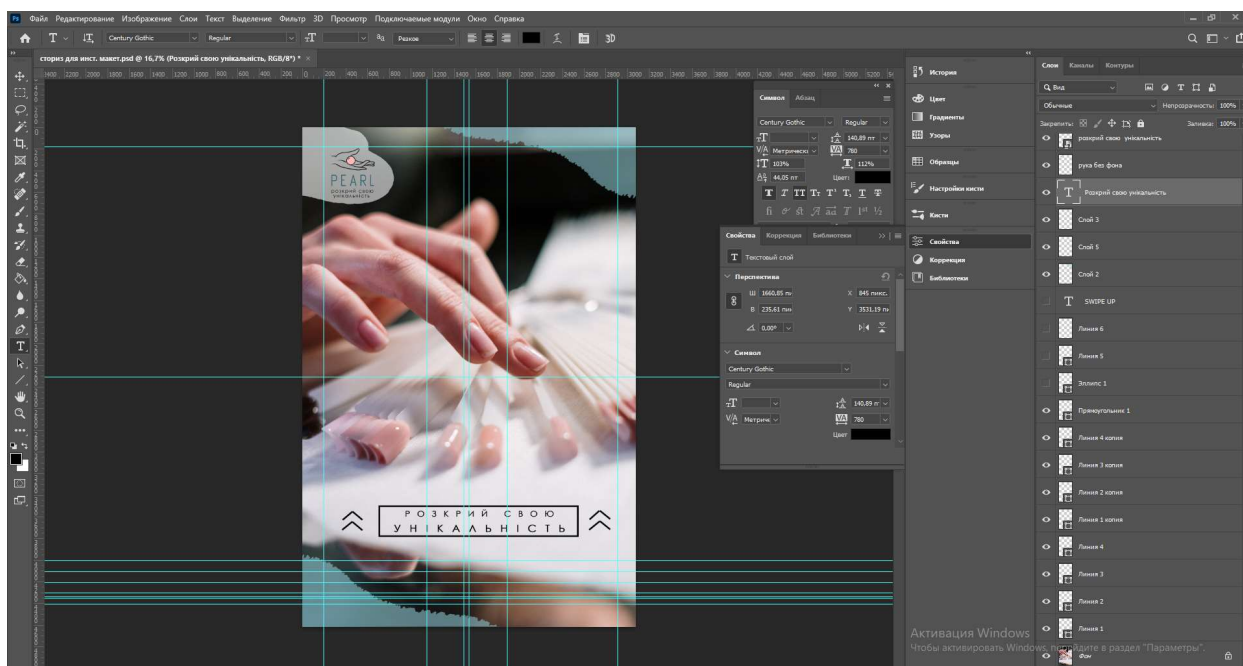 Файл Редактирование Изображение Слои Текст Выделение Фильтр 3D Просмотр Подключаемые модули Окно Справка
Century Gothic Regular Резкое 3D
сториз для инст. макет.psd @ 16,7% (Розкрий свою унікальність, RGB/8*) *
PEARL
розкрий свою
унікальність
РОЗКРИЙ СВОЮ
УНІКАЛЬНІСТЬ
Символ Абзац
Century Gothic Regular
140,89 пт
Метрическ 780
103% 112%
44,05 пт Цвет:
Свойства Коррекция Библиотеки
Текстовый слой
Перспектива
Ш 1660,85 пи X 845 пикс.
В 235,61 пик Y 3531,19 пи
0,00°
Символ
Century Gothic
Regular
140,89 пт
Метрич 780
Цвет
История
Цвет
Градиенты
Узоры
Образцы
Настройки кисти
Кисти
Свойства
Коррекция
Библиотеки
Слои Каналы Контуры
Вид
Обычные Непрозрачность: 100%
Закрепить: Заливка: 100%
розкрий свою унікальність
рука без фона
Розкрий свою унікальність
Слой 3
Слой 5
Слой 2
SWIPE UP
Линия 6
Линия 5
Эллипс 1
Прямоугольник 1
Линия 4 копия
Линия 3 копия
Линия 2 копия
Линия 1 копия
Линия 4
Линия 3
Линия 2
Линия 1
Фон
Активация Windows
Чтобы активировать Windows, перейдите в раздел "Параметры".